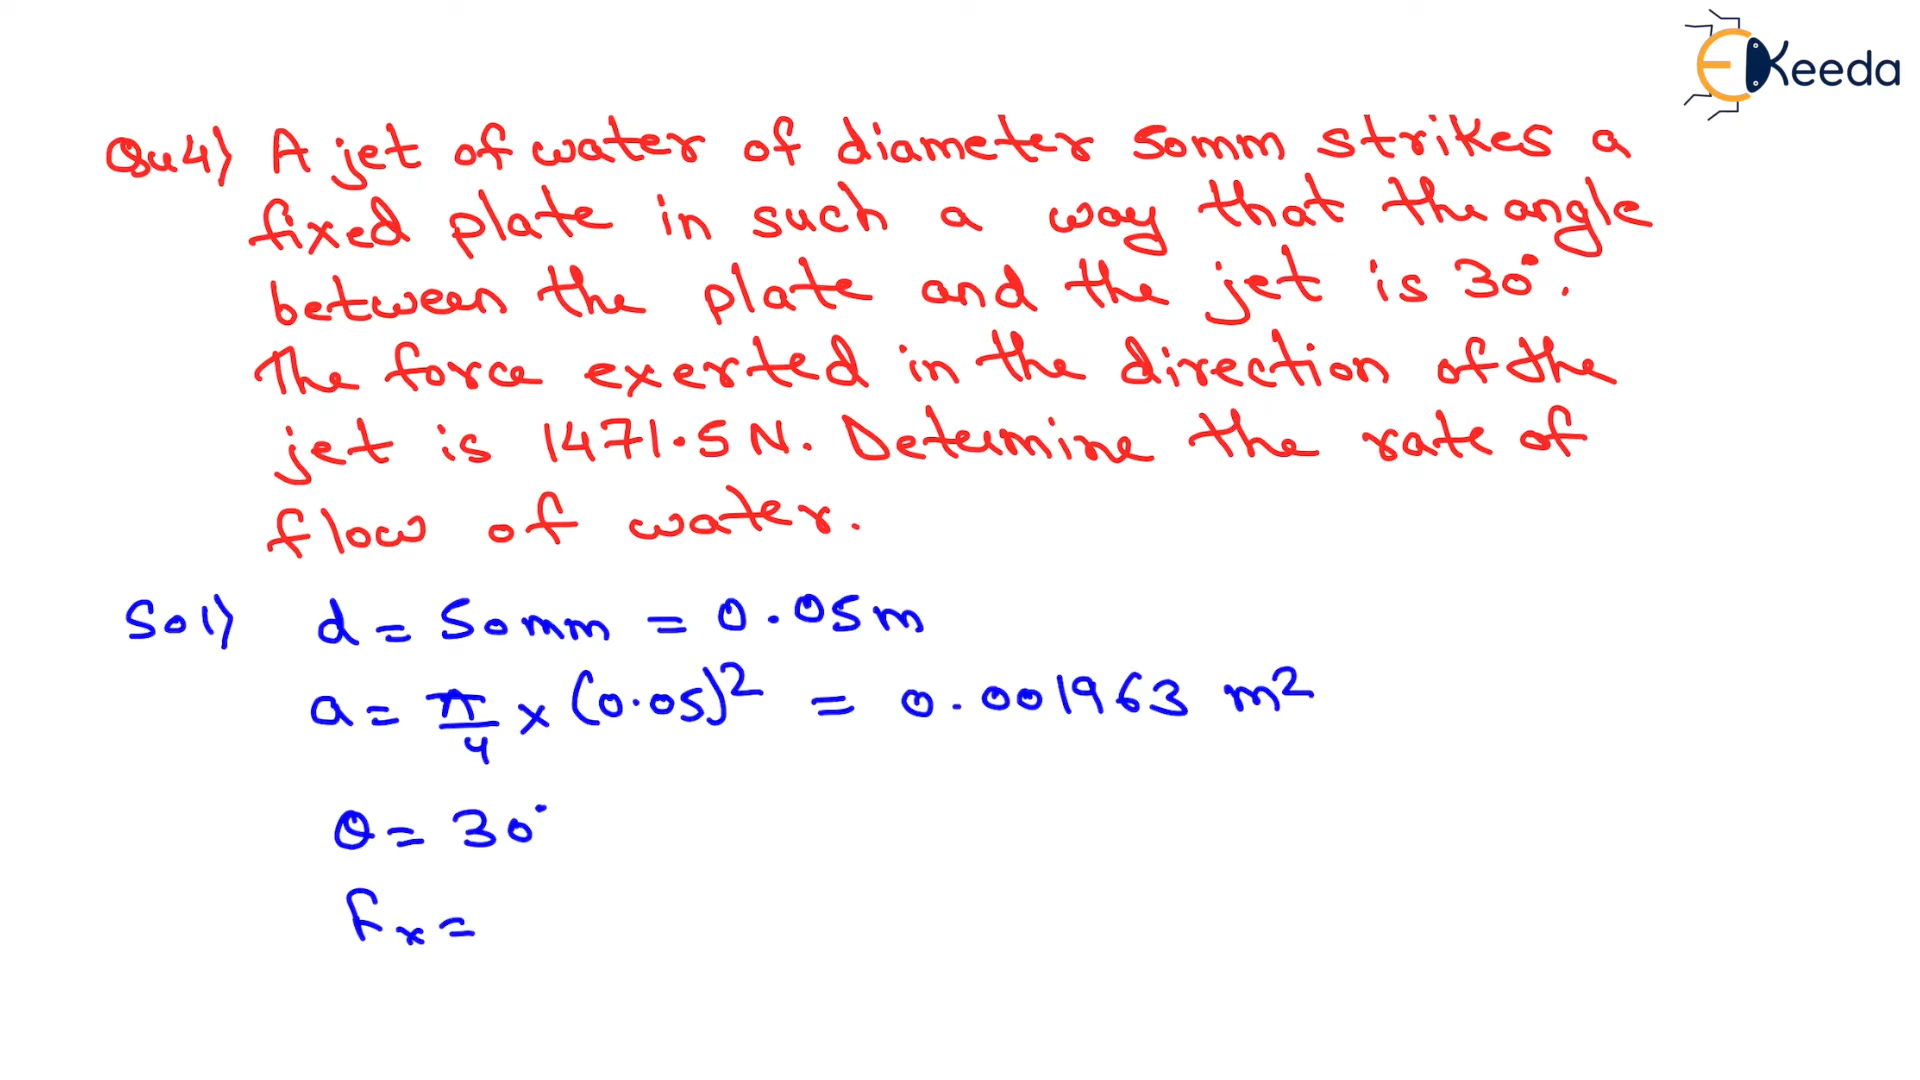 EKeeda
Qu4) A jet of water of diameter 50mm strikes a
fixed plate in such a way that the angle
between the plate and the jet is 30°.
The force exerted in the direction of the
jet is 1471.5 N. Determine the rate of
flow of water.
Sol) d = 50mm = 0.05m
a = π/4 × (0.05)² = 0.001963 m²
θ = 30°
Fx =